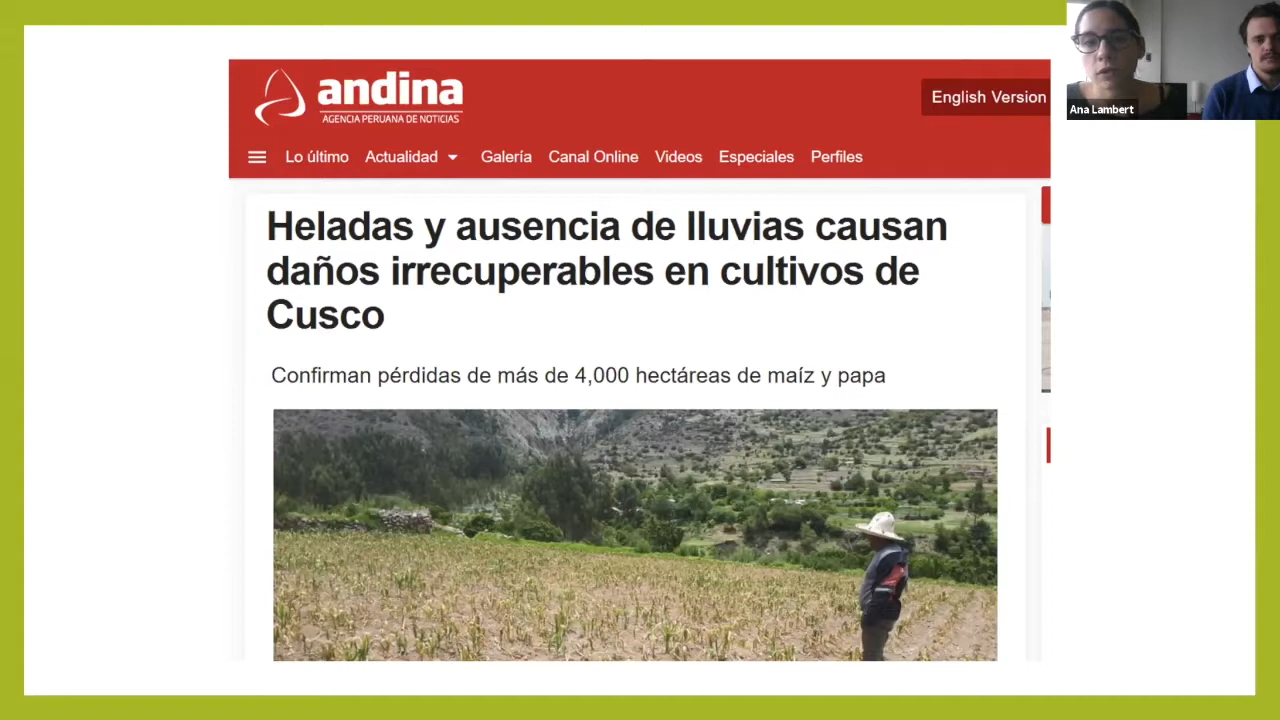 andina
AGENCIA PERUANA DE NOTICIAS
English Version
Lo último Actualidad Galería Canal Online Videos Especiales Perfiles
Heladas y ausencia de lluvias causan
daños irrecuperables en cultivos de
Cusco
Confirman pérdidas de más de 4,000 hectáreas de maíz y papa
Ana Lambert